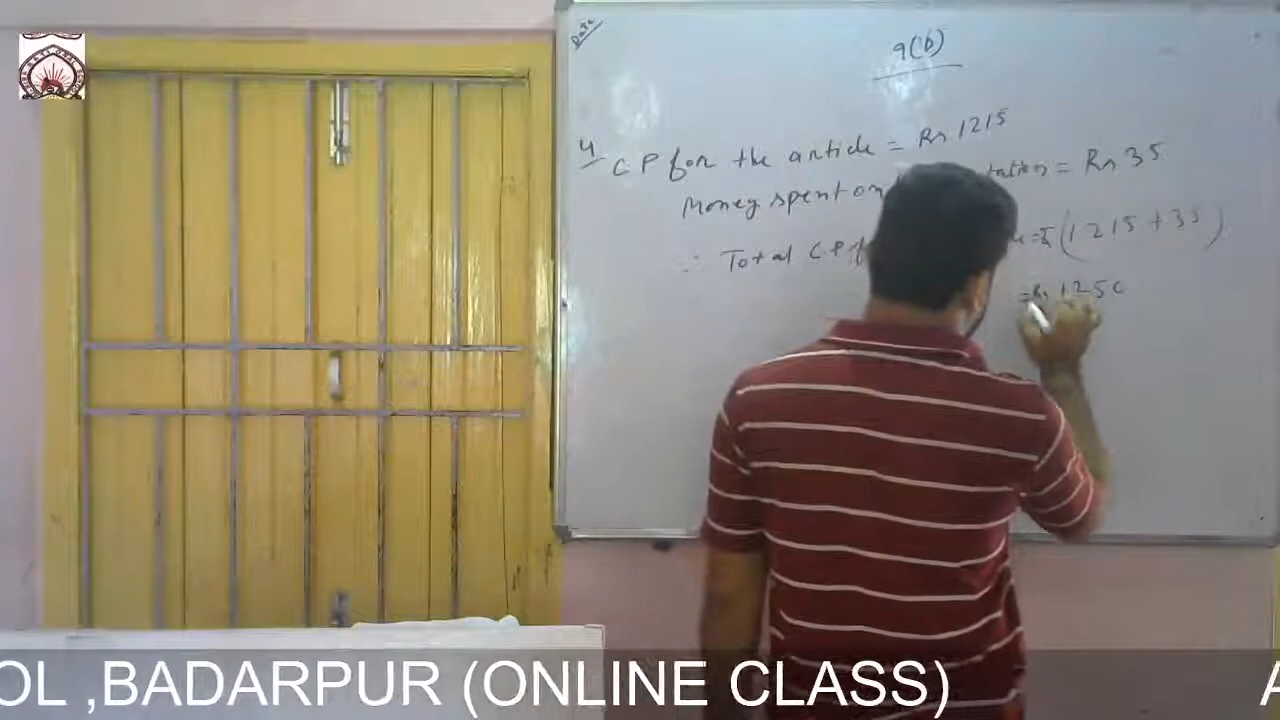 Date
9(b)
4 CP for the article = Rs 1215
Money spent on tation = Rs 35
∴ Total C.P f = ₹ (1215 + 35)
= Rs 1250
OL ,BADARPUR (ONLINE CLASS) A